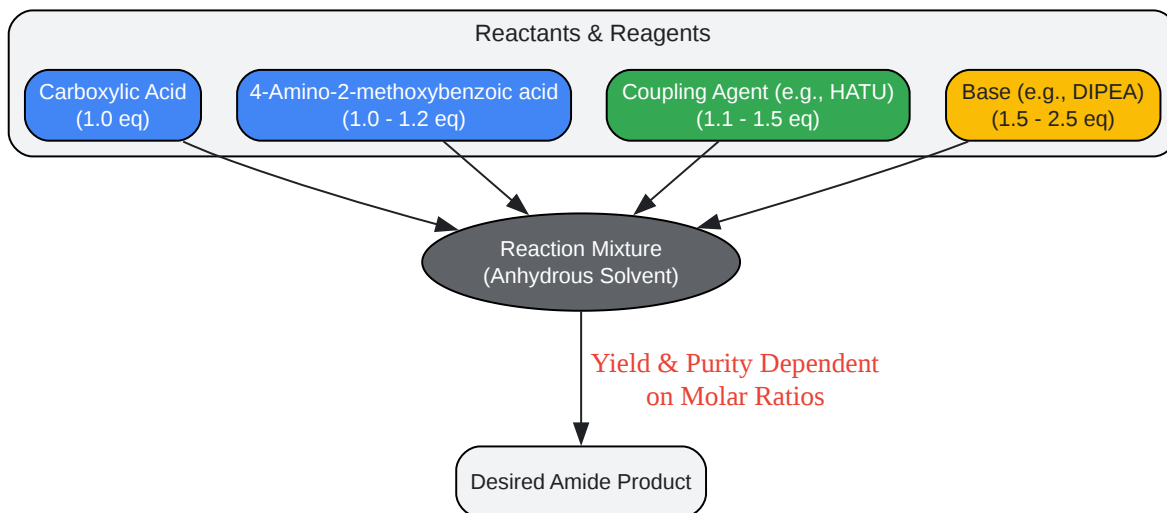 Reactants & Reagents
Carboxylic Acid
(1.0 eq)
4-Amino-2-methoxybenzoic acid
(1.0 - 1.2 eq)
Coupling Agent (e.g., HATU)
(1.1 - 1.5 eq)
Base (e.g., DIPEA)
(1.5 - 2.5 eq)
Reaction Mixture
(Anhydrous Solvent)
Yield & Purity Dependent
on Molar Ratios
Desired Amide Product